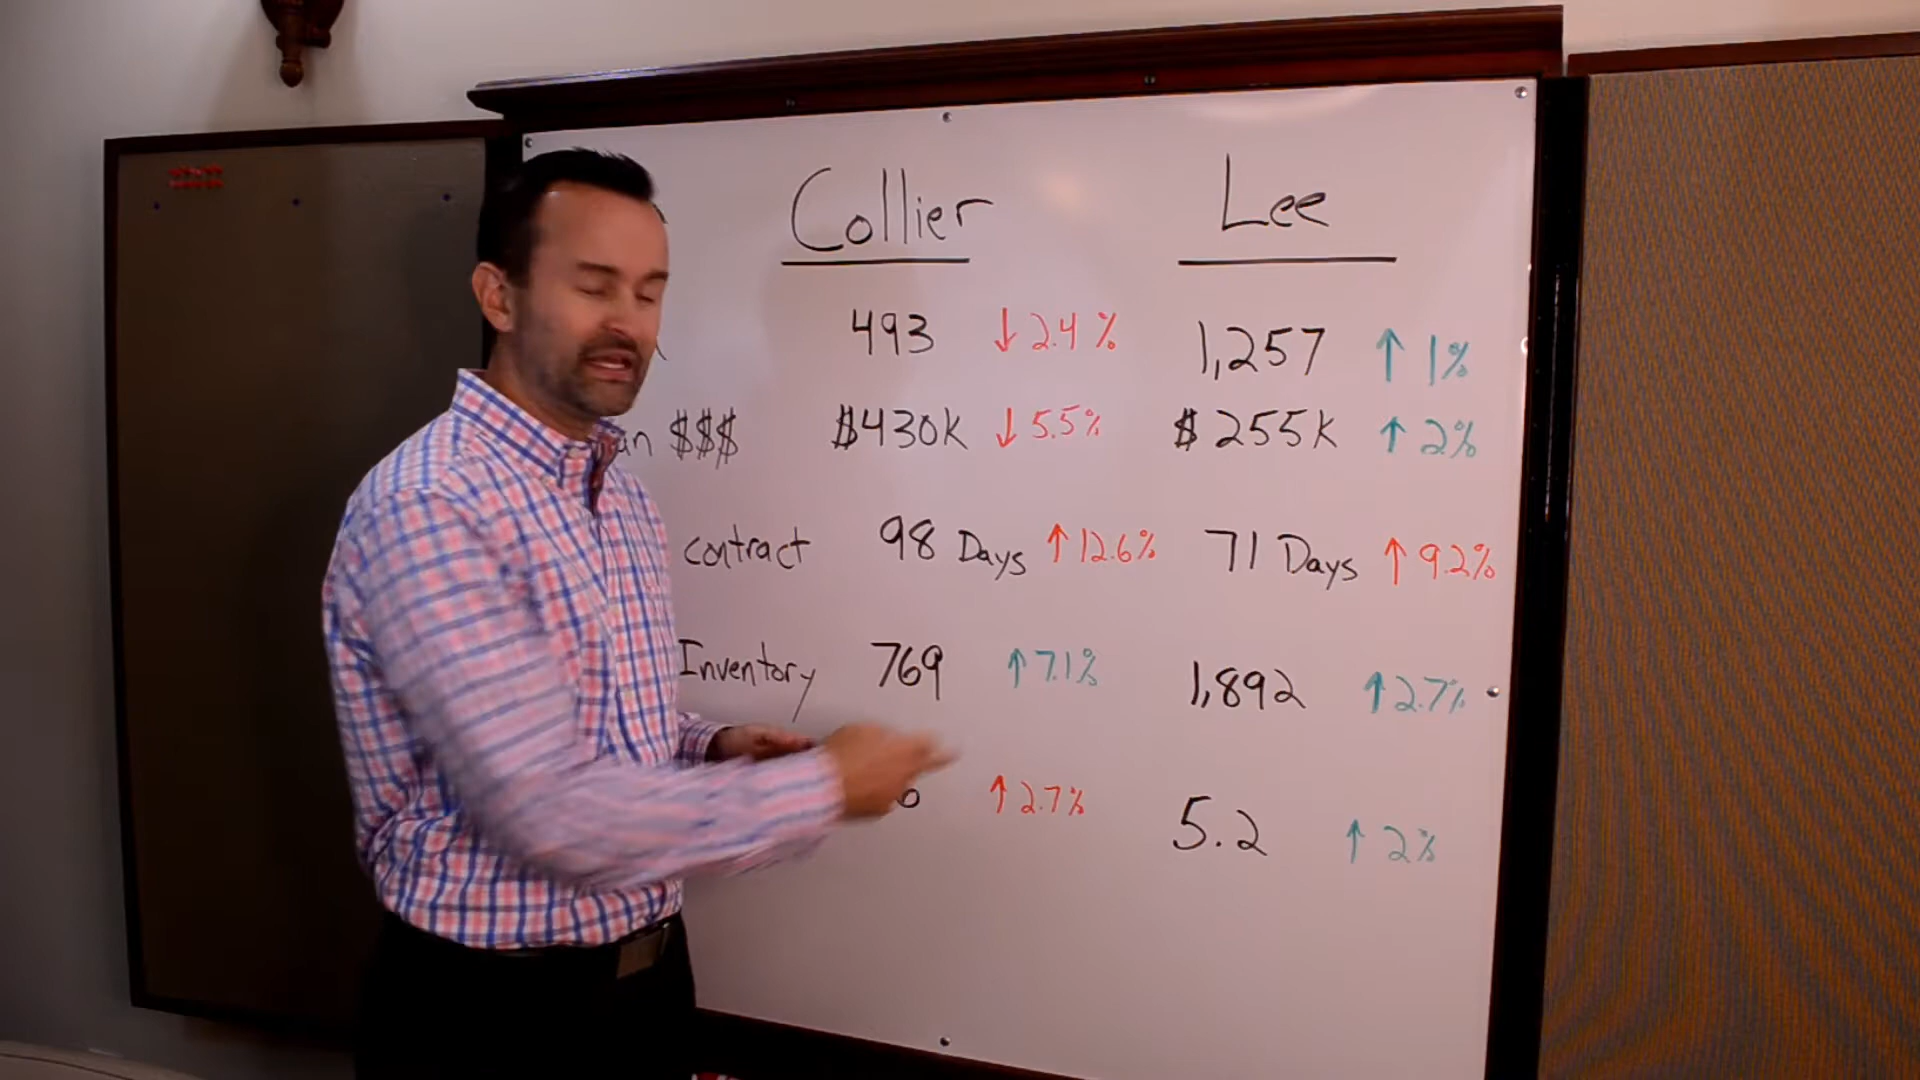 Collier Lee
493 ↓ 2.4% 1,257 ↑ 1%
an $$$ $430K ↓ 5.5% $255K ↑ 2%
contract 98 Days ↑ 12.6% 71 Days ↑ 9.2%
Inventory 769 ↑ 7.1% 1,892 ↑ 2.7%
↑ 2.7% 5.2 ↑ 2%